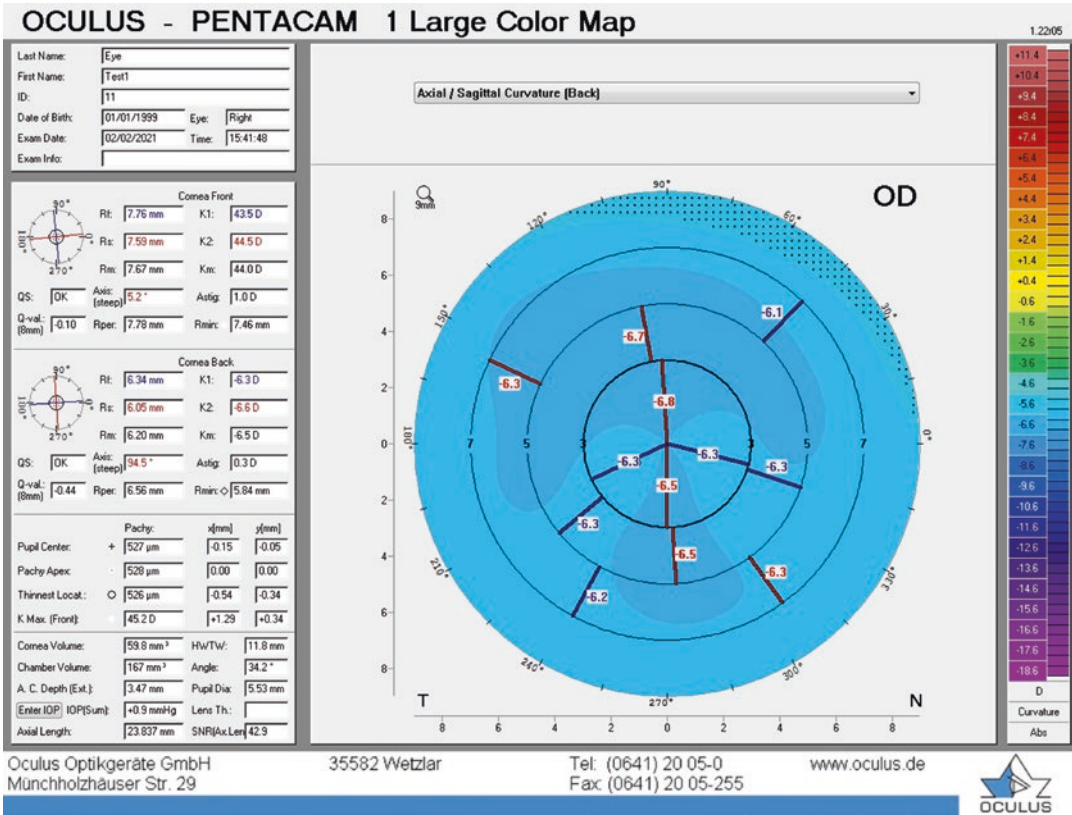 OCULUS - PENTACAM 1 Large Color Map
1.22r05
Last Name: Eye
First Name: Test1
ID: 11
Date of Birth: 01/01/1999 Eye: Right
Exam Date: 02/02/2021 Time: 15:41:48
Exam Info:
Cornea Front
90°
180°
0°
270°
Rf: 7.76 mm K1: 43.5 D
Rs: 7.59 mm K2: 44.5 D
Rm: 7.67 mm Km: 44.0 D
QS: OK Axis: (steep) 5.2° Astig: 1.0 D
Q-val.: (8mm) -0.10 Rper: 7.78 mm Rmin: 7.46 mm
Cornea Back
90°
180°
0°
270°
Rf: 6.34 mm K1: -6.3 D
Rs: 6.05 mm K2: -6.6 D
Rm: 6.20 mm Km: -6.5 D
QS: OK Axis: (steep) 94.5° Astig: 0.3 D
Q-val.: (8mm) -0.44 Rper: 6.56 mm Rmin: 5.84 mm
Pachy: x[mm] y[mm]
Pupil Center: + 527 µm -0.15 -0.05
Pachy Apex: 528 µm 0.00 0.00
Thinnest Locat.: O 526 µm -0.54 -0.34
K Max. (Front): 45.2 D +1.29 +0.34
Cornea Volume: 59.8 mm³ HWTW: 11.8 mm
Chamber Volume: 167 mm³ Angle: 34.2°
A. C. Depth (Ext.): 3.47 mm Pupil Dia: 5.53 mm
Enter IOP IOP(Sum): +0.9 mmHg Lens Th.:
Axial Length: 23.837 mm SNR(Ax.Len 42.9
Axial / Sagittal Curvature (Back)
9mm
OD
90°
120° 60°
150° 30°
180° 0°
210° 330°
240° 300°
270°
8
6
4
2
0
2
4
6
8
-6.1
-6.7
-6.3
-6.8
7 5 3 3 5 7
-6.3 -6.3 -6.3
-6.5
-6.3
-6.5
-6.3
-6.2
T N
8 6 4 2 0 2 4 6 8
+11.4
+10.4
+9.4
+8.4
+7.4
+6.4
+5.4
+4.4
+3.4
+2.4
+1.4
+0.4
-0.6
-1.6
-2.6
-3.6
-4.6
-5.6
-6.6
-7.6
-8.6
-9.6
-10.6
-11.6
-12.6
-13.6
-14.6
-15.6
-16.6
-17.6
-18.6
D
Curvature
Abs
Oculus Optikgeräte GmbH 35582 Wetzlar Tel: (0641) 20 05-0 www.oculus.de
Münchholzhäuser Str. 29 Fax: (0641) 20 05-255
OCULUS